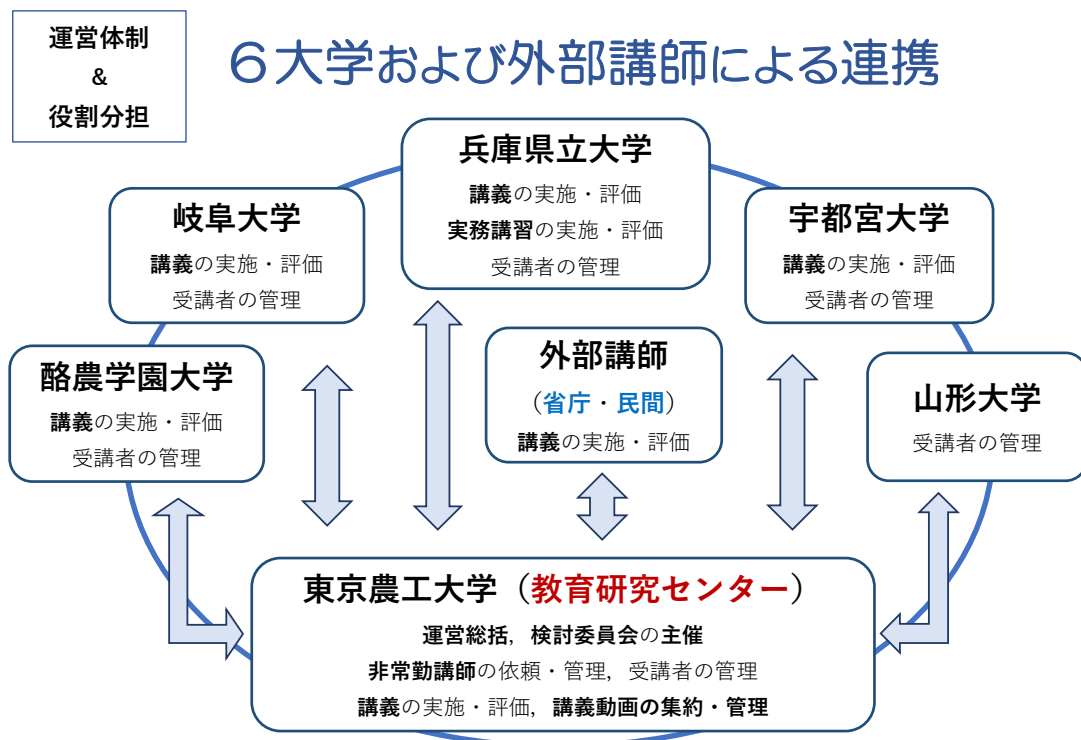 運営体制
&
役割分担
６大学および外部講師による連携
兵庫県立大学
講義の実施・評価
実務講習の実施・評価
受講者の管理
岐阜大学
講義の実施・評価
受講者の管理
宇都宮大学
講義の実施・評価
受講者の管理
酪農学園大学
講義の実施・評価
受講者の管理
外部講師
（省庁・民間）
講義の実施・評価
山形大学
受講者の管理
東京農工大学（教育研究センター）
運営総括，検討委員会の主催
非常勤講師の依頼・管理，受講者の管理
講義の実施・評価，講義動画の集約・管理